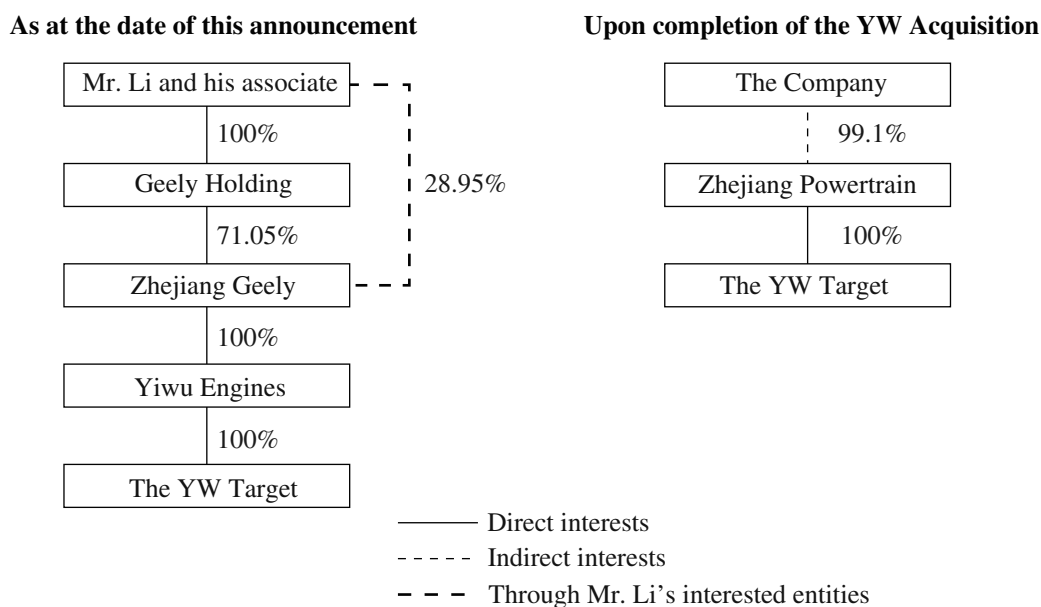 As at the date of this announcement
Mr. Li and his associate
100%
Geely Holding
28.95%
71.05%
Zhejiang Geely
100%
Yiwu Engines
100%
The YW Target
Upon completion of the YW Acquisition
The Company
99.1%
Zhejiang Powertrain
100%
The YW Target
Direct interests
Indirect interests
Through Mr. Li's interested entities